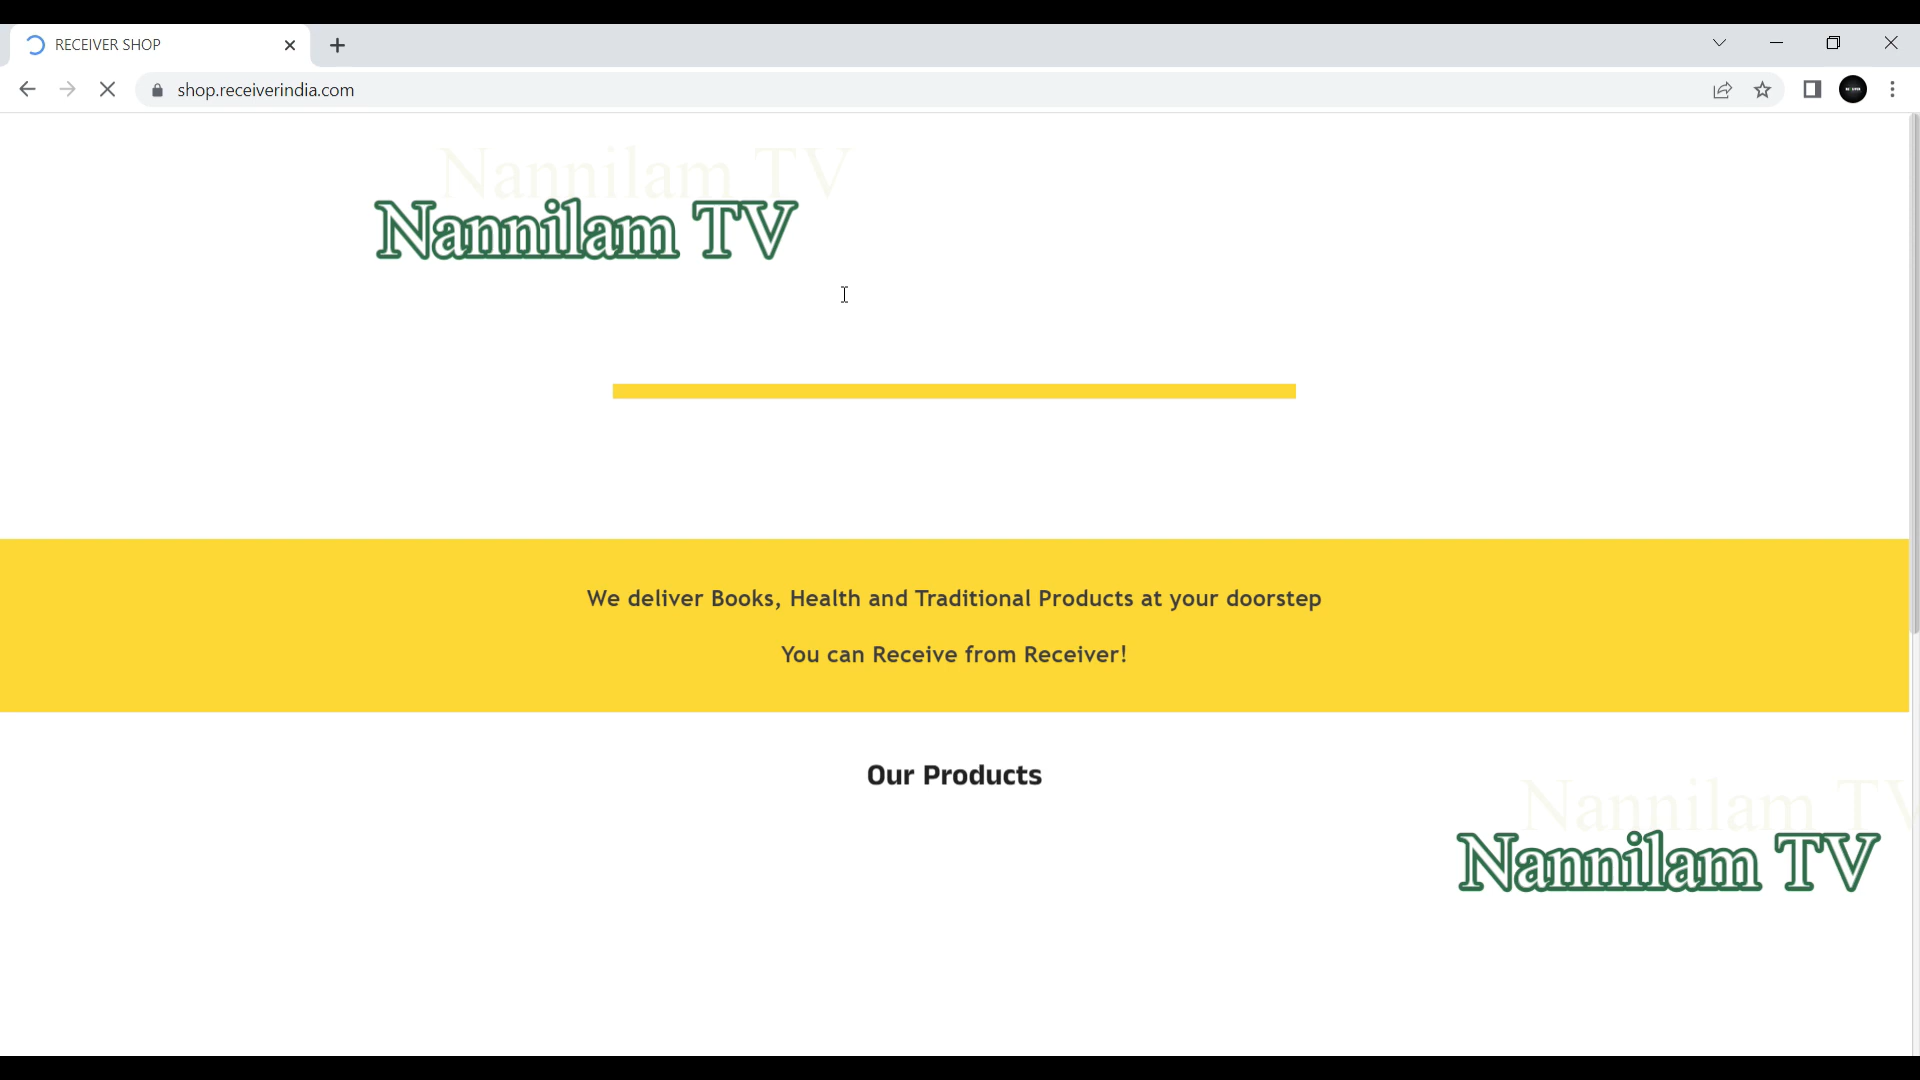 RECEIVER SHOP
shop.receiverindia.com
Nannilam TV
Nannilam TV
We deliver Books, Health and Traditional Products at your doorstep
You can Receive from Receiver!
Our Products
Nannilam TV
Nannilam TV